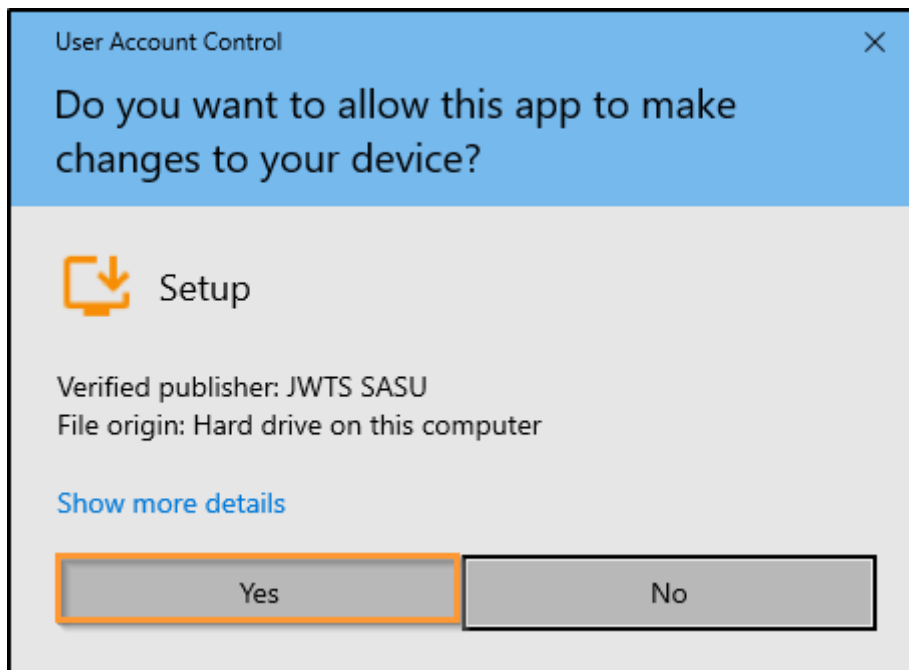 User Account Control
Do you want to allow this app to make
changes to your device?
Setup
Verified publisher: JWTS SASU
File origin: Hard drive on this computer
Show more details
Yes
No